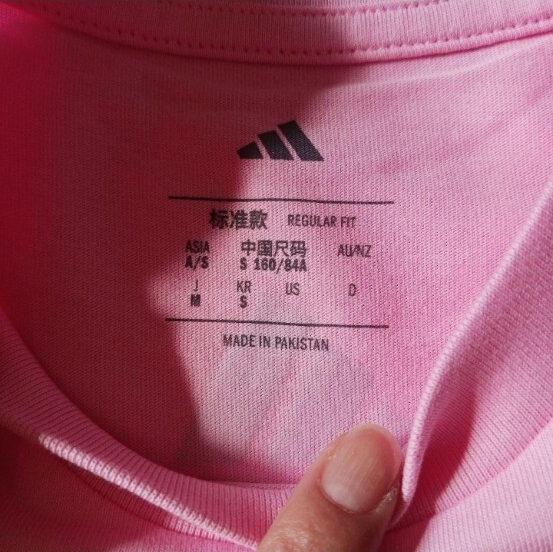 标准款 REGULAR FIT
ASIA 中国尺码 AU/NZ
A/S S 160/84A
J KR US D
M S
MADE IN PAKISTAN